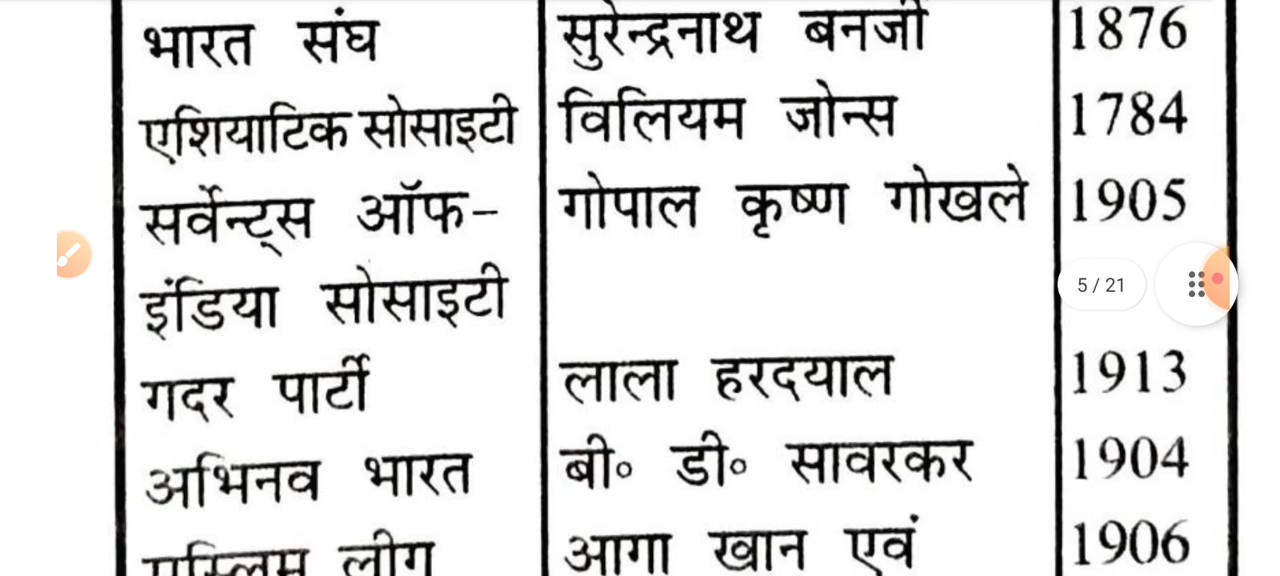 भारत संघ सुरेन्द्रनाथ बनर्जी 1876
एशियाटिक सोसाइटी विलियम जोन्स 1784
सर्वेन्ट्स ऑफ- गोपाल कृष्ण गोखले 1905
इंडिया सोसाइटी
5 / 21
गदर पार्टी लाला हरदयाल 1913
अभिनव भारत बी॰ डी॰ सावरकर 1904
मुस्लिम लीग आगा खान एवं 1906